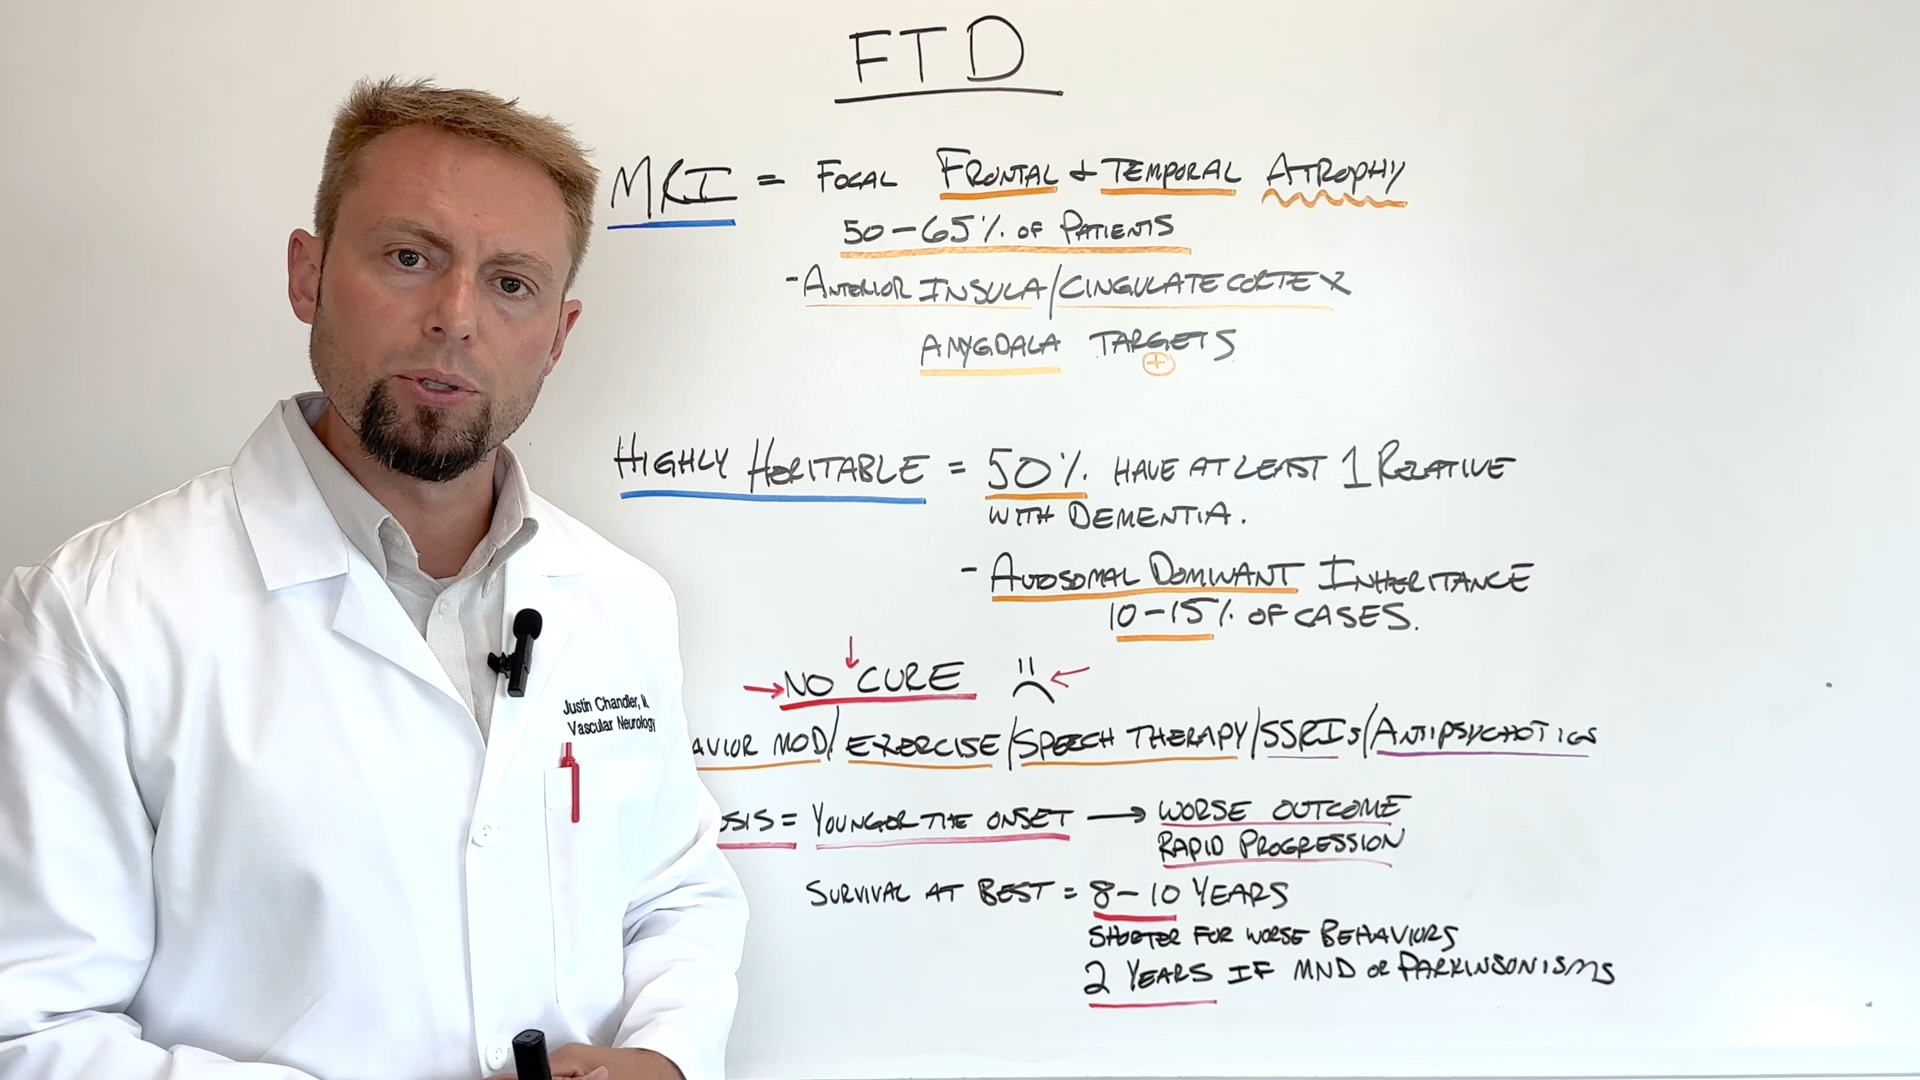 FTD
MRI = FOCAL FRONTAL & TEMPORAL ATROPHY
50-65% OF PATIENTS
- ANTERIOR INSULA/CINGULATE CORTEX
AMYGDALA TARGETS
HIGHLY HERITABLE = 50% HAVE AT LEAST 1 RELATIVE
WITH DEMENTIA.
- AUTOSOMAL DOMINANT INHERITANCE
10-15% OF CASES.
NO CURE
AVIOR MOD/EXERCISE/SPEECH THERAPY/SSRIs/ANTIPSYCHOTICS
OSIS = YOUNGER THE ONSET → WORSE OUTCOME
RAPID PROGRESSION
SURVIVAL AT BEST = 8-10 YEARS
SHORTER FOR WORSE BEHAVIORS
2 YEARS IF MND OR PARKINSONISMS
Justin Chandler, M
Vascular Neurology